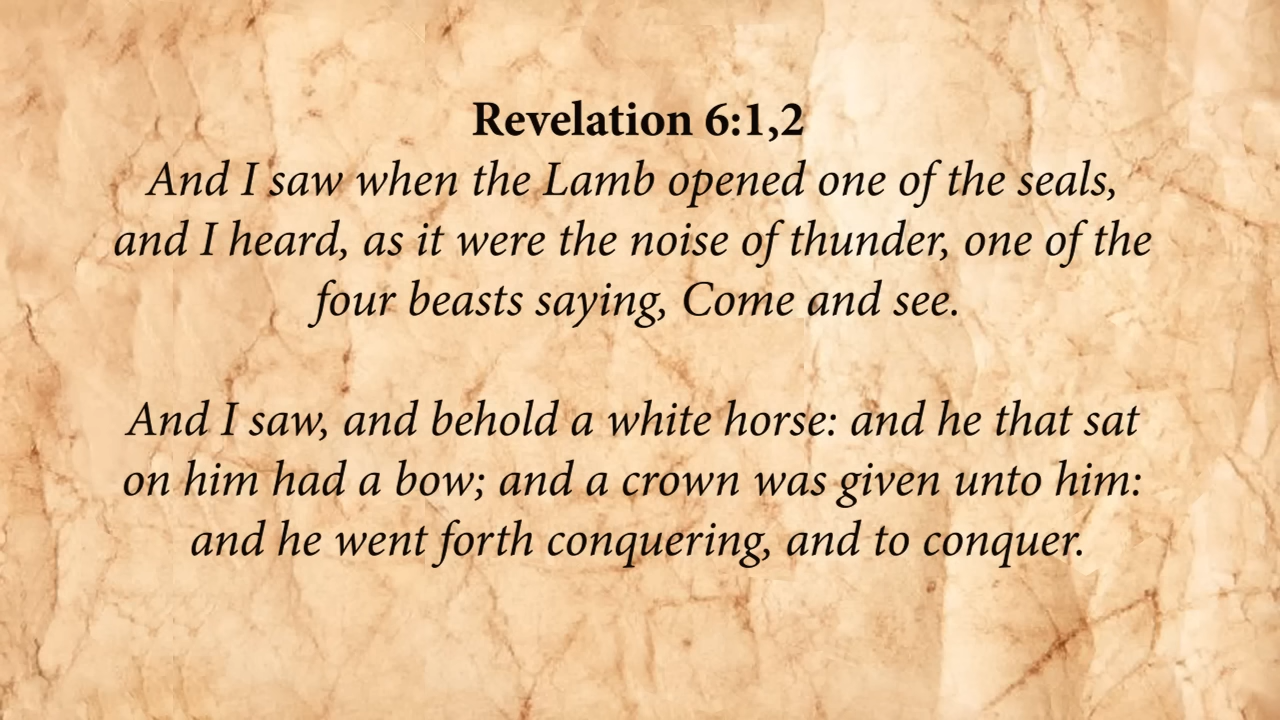 Revelation 6:1,2
And I saw when the Lamb opened one of the seals,
and I heard, as it were the noise of thunder, one of the
four beasts saying, Come and see.
And I saw, and behold a white horse: and he that sat
on him had a bow; and a crown was given unto him:
and he went forth conquering, and to conquer.